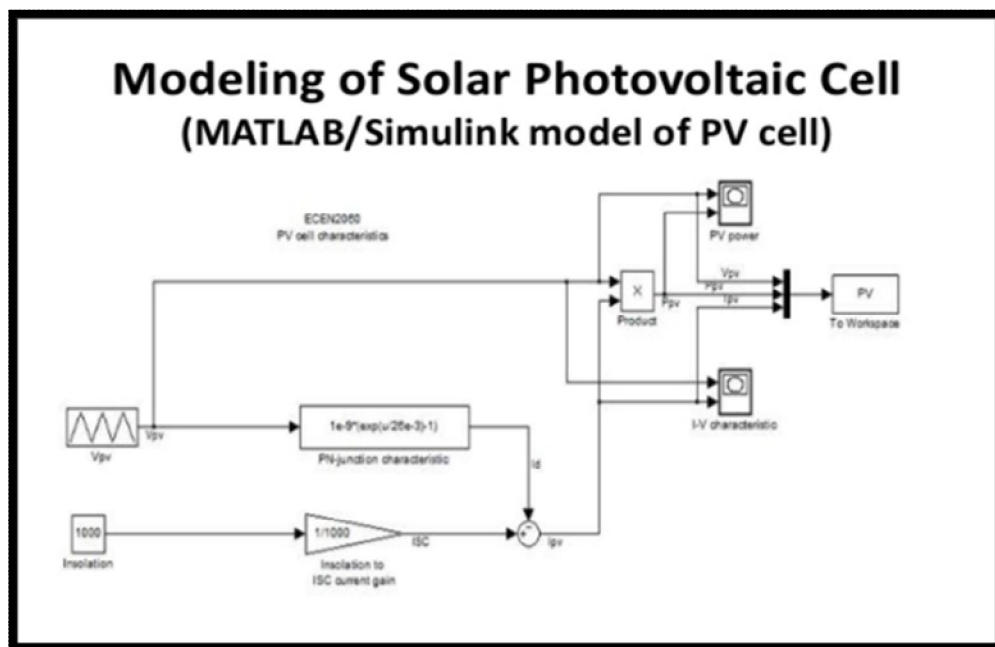 Modeling of Solar Photovoltaic Cell
(MATLAB/Simulink model of PV cell)
ECEN2060
PV cell characteristics
PV power
Vpv
Ppv
Ipv
X
Ppv
Product
PV
To Workspace
I-V characteristic
Vpv
Vpv
1e-9*(exp(u/26e-3)-1)
PN-junction characteristic
Id
1000
Insolation
1/1000
ISC
Insolation to
ISC current gain
+
-
Ipv